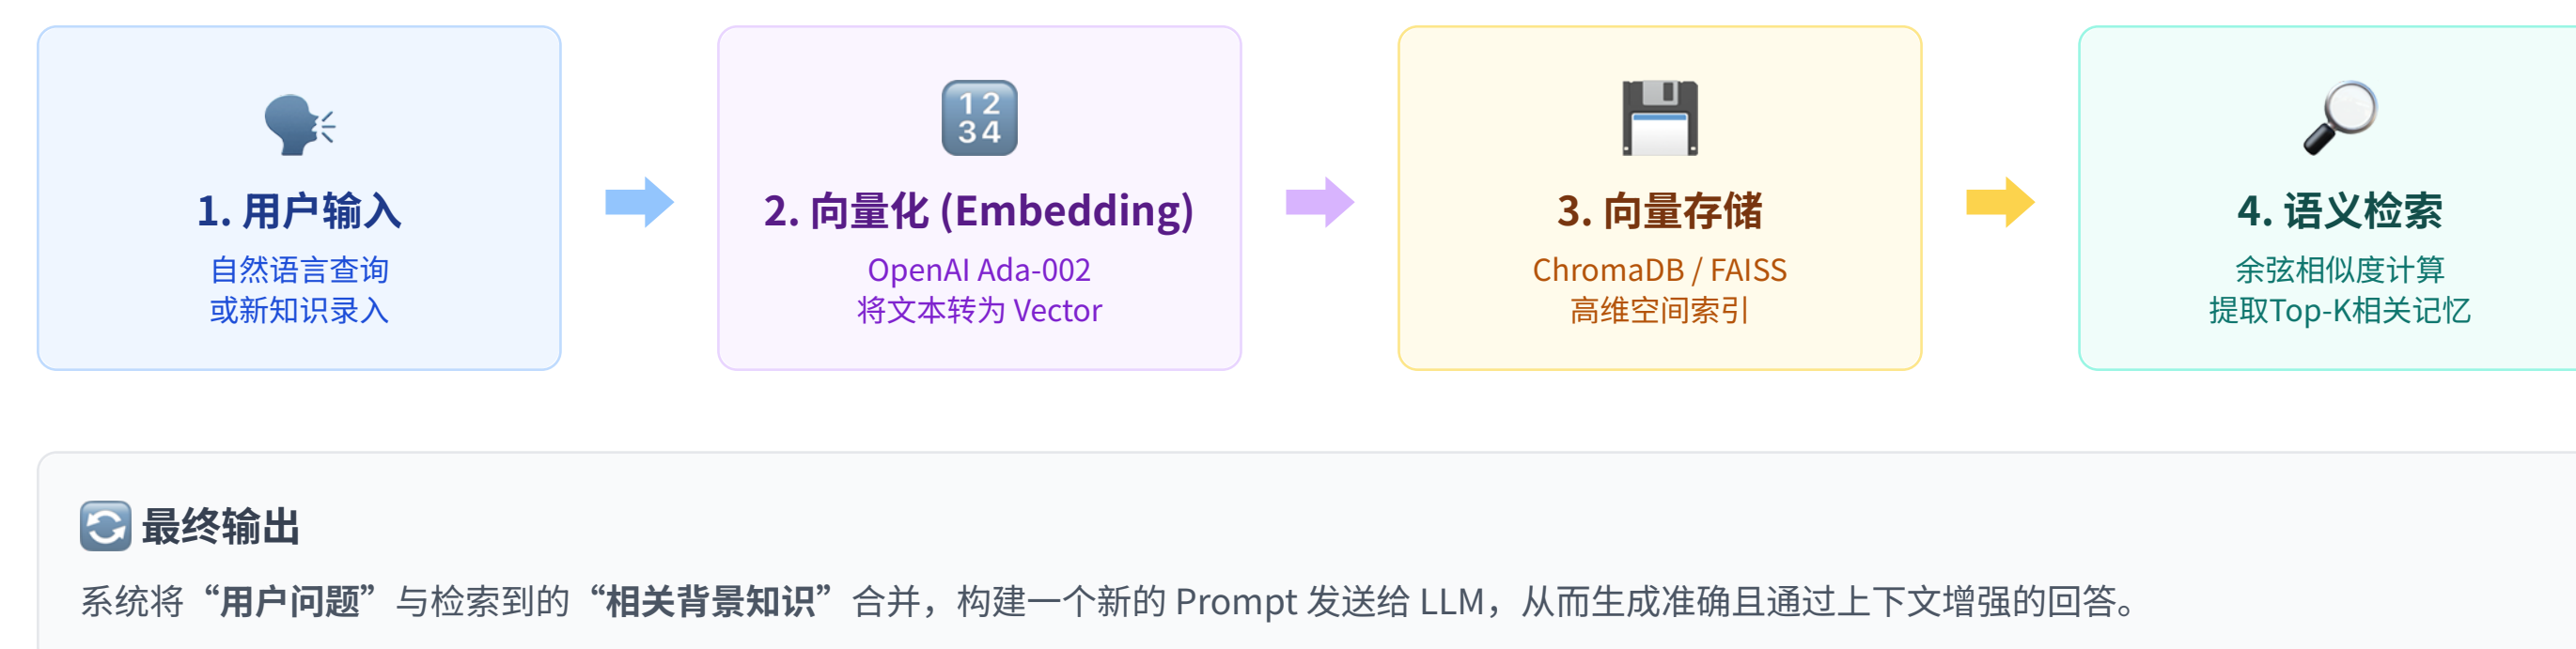 1. 用户输入
自然语言查询
或新知识录入
2. 向量化 (Embedding)
OpenAI Ada-002
将文本转为 Vector
3. 向量存储
ChromaDB / FAISS
高维空间索引
4. 语义检索
余弦相似度计算
提取Top-K相关记忆
最终输出
系统将“用户问题”与检索到的“相关背景知识”合并，构建一个新的 Prompt 发送给 LLM，从而生成准确且通过上下文增强的回答。